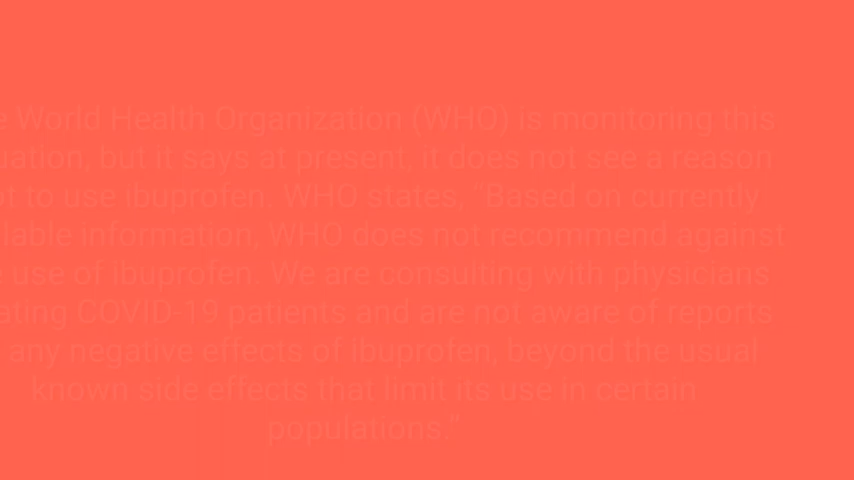 e World Health Organization (WHO) is monitoring this
uation, but it says at present, it does not see a reason
ot to use ibuprofen. WHO states, "Based on currently
ilable information, WHO does not recommend against
e use of ibuprofen. We are consulting with physicians
ating COVID-19 patients and are not aware of reports
any negative effects of ibuprofen, beyond the usual
known side effects that limit its use in certain
populations."